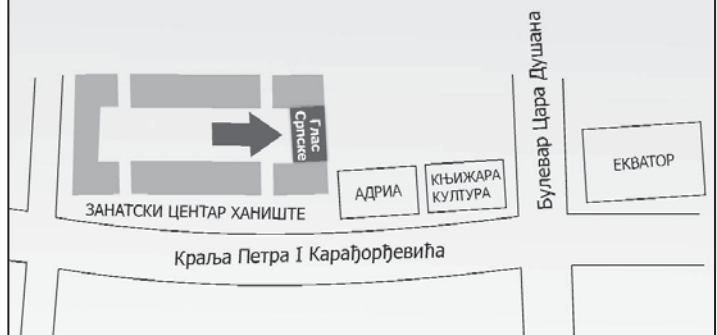 Булевар Цара Душана
Глас
Српске
ЕКВАТОР
АДРИА
КЊИЖАРА
КУЛТУРА
ЗАНАТСКИ ЦЕНТАР ХАНИШТЕ
Краља Петра I Карађорђевића